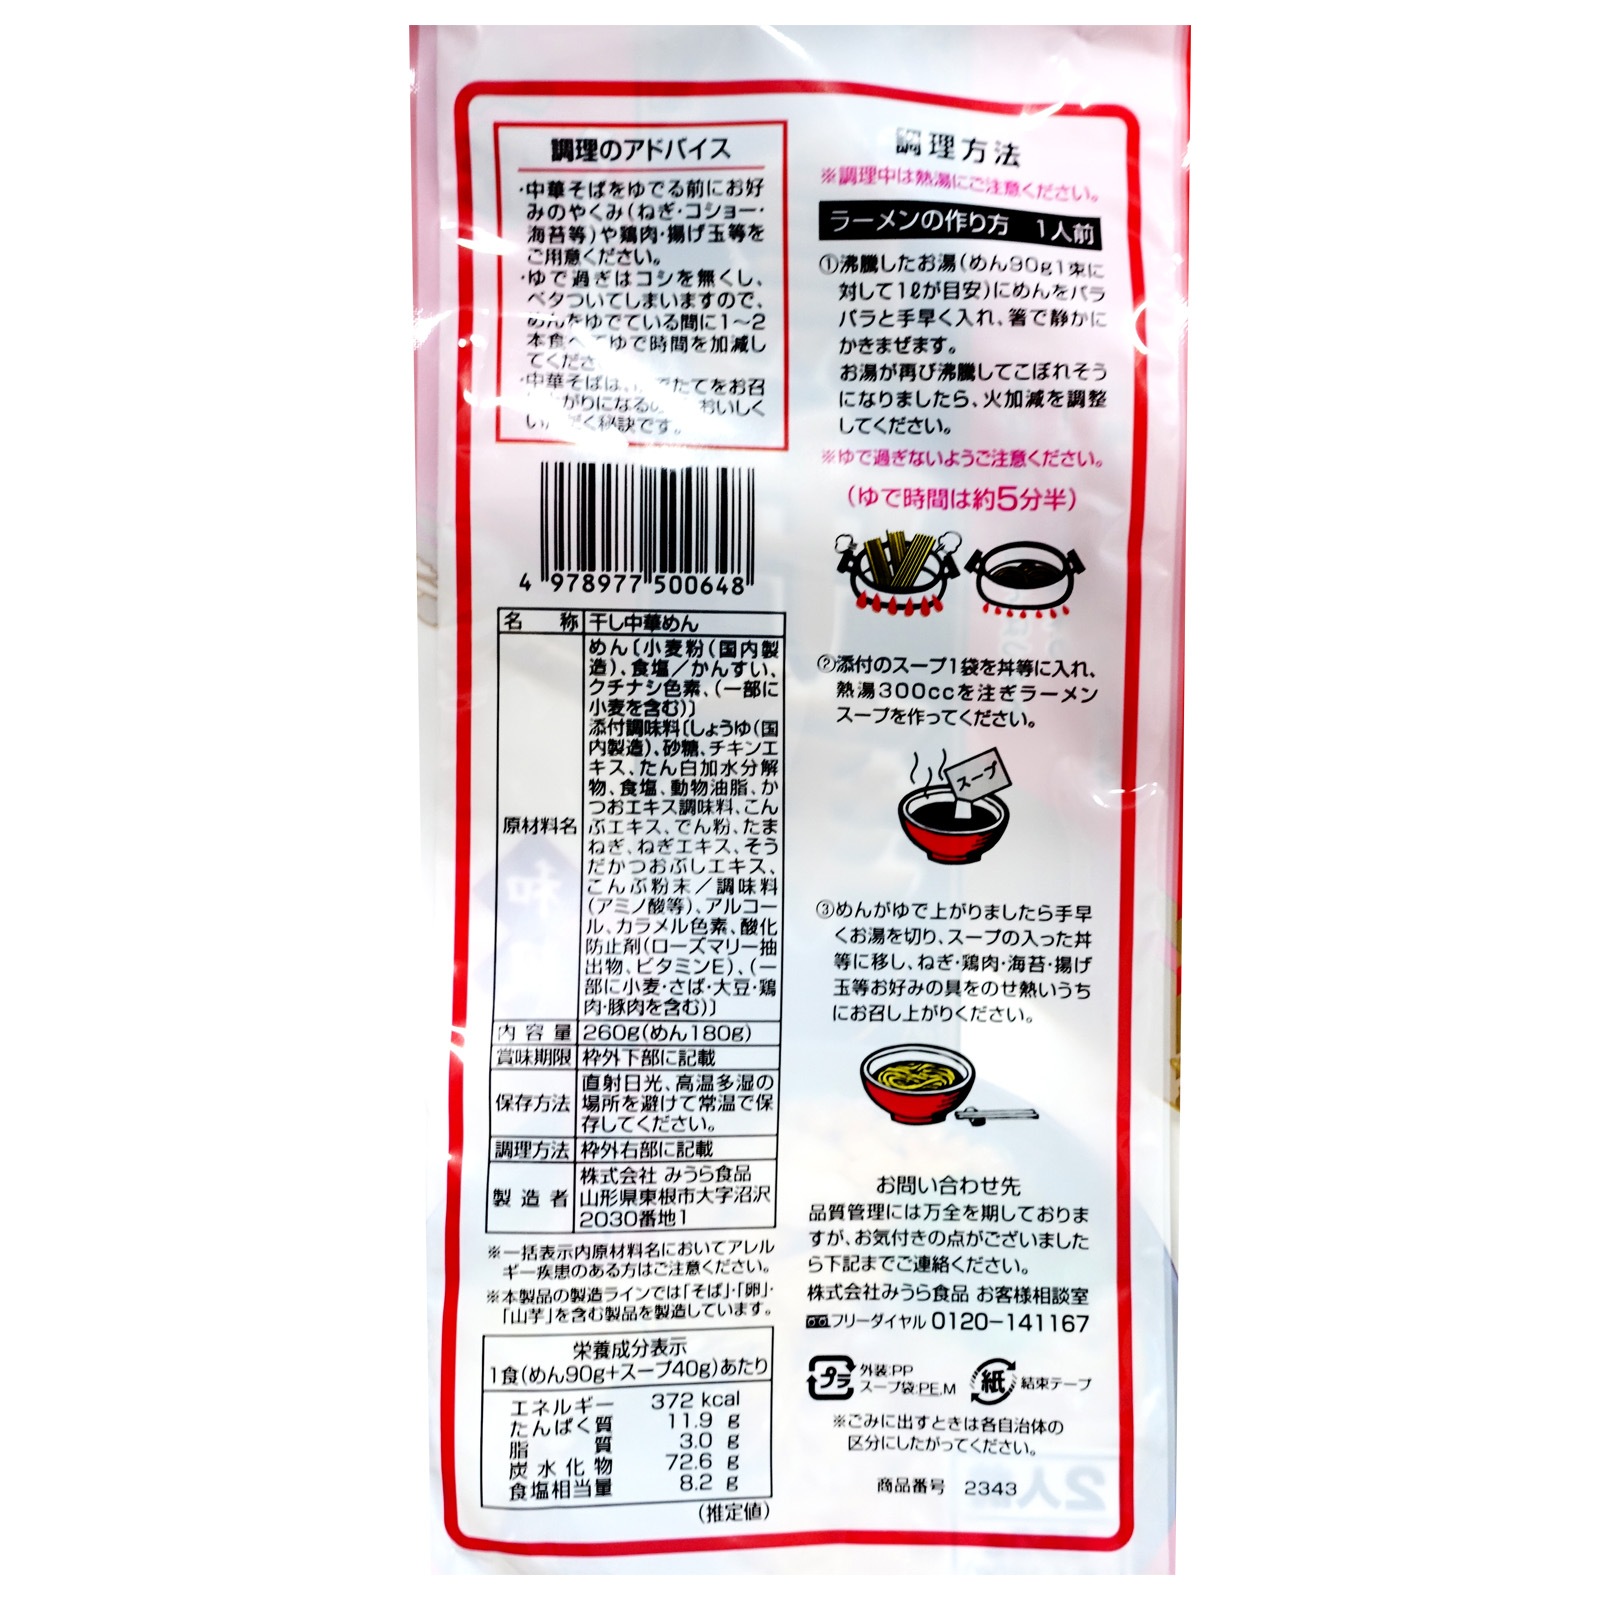 調理のアドバイス
・中華そばをゆでる前にお好
みのやくみ(ねぎ・コショー・
海苔等)や鶏肉・揚げ玉等を
ご用意ください。
・ゆで過ぎはコシを無くし、
ベタついてしまいますので、
めんをゆでている間に1〜2
本食べてゆで時間を加減し
てくださ
・中華そばは、 でたてをお召
がりになるの おいしく
い く秘訣です。
4 978977 500648
名 称 干し中華めん
原材料名
めん〔小麦粉(国内製
造)、食塩/かんすい、
クチナシ色素、(一部に
小麦を含む)〕
添付調味料〔しょうゆ(国
内製造)、砂糖、チキンエ
キス、たん白加水分解
物、食塩、動物油脂、か
つおエキス調味料、こん
ぶエキス、でん粉、たま
ねぎ、ねぎエキス、そう
だかつおぶしエキス、
こんぶ粉末/調味料
(アミノ酸等)、アルコー
ル、カラメル色素、酸化
防止剤(ローズマリー抽
出物、ビタミンE)、(一
部に小麦・さば・大豆・鶏
肉・豚肉を含む)〕
内容量 260g(めん180g)
賞味期限 枠外下部に記載
保存方法
直射日光、高温多湿の
場所を避けて常温で保
存してください。
調理方法 枠外右部に記載
製造者
株式会社 みうら食品
山形県東根市大字沼沢
2030番地1
※一括表示内原材料名においてアレル
ギー疾患のある方はご注意ください。
※本製品の製造ラインでは「そば」・「卵」・
「山芋」を含む製品を製造しています。
栄養成分表示
1食(めん90g+スープ40g)あたり
エネルギー 372 kcal
たんぱく質 11.9 g
脂質 3.0 g
炭水化物 72.6 g
食塩相当量 8.2 g
(推定値)
調理方法
※調理中は熱湯にご注意ください。
ラーメンの作り方 1人前
①沸騰したお湯(めん90g1束に
対して1ℓが目安)にめんをバラ
バラと手早く入れ、箸で静かに
かきまぜます。
お湯が再び沸騰してこぼれそう
になりましたら、火加減を調整
してください。
※ゆで過ぎないようご注意ください。
(ゆで時間は約5分半)
②添付のスープ1袋を丼等に入れ、
熱湯300ccを注ぎラーメン
スープを作ってください。
スープ
③めんがゆで上がりましたら手早
くお湯を切り、スープの入った丼
等に移し、ねぎ・鶏肉・海苔・揚げ
玉等お好みの具をのせ熱いうち
にお召し上がりください。
お問い合わせ先
品質管理には万全を期しておりま
すが、お気付きの点がございました
ら下記までご連絡ください。
株式会社みうら食品 お客様相談室
フリーダイヤル 0120-141167
プラ 外装:PP
スープ袋:PE,M
紙 結束テープ
※ごみに出すときは各自治体の
区分にしたがってください。
商品番号 2343